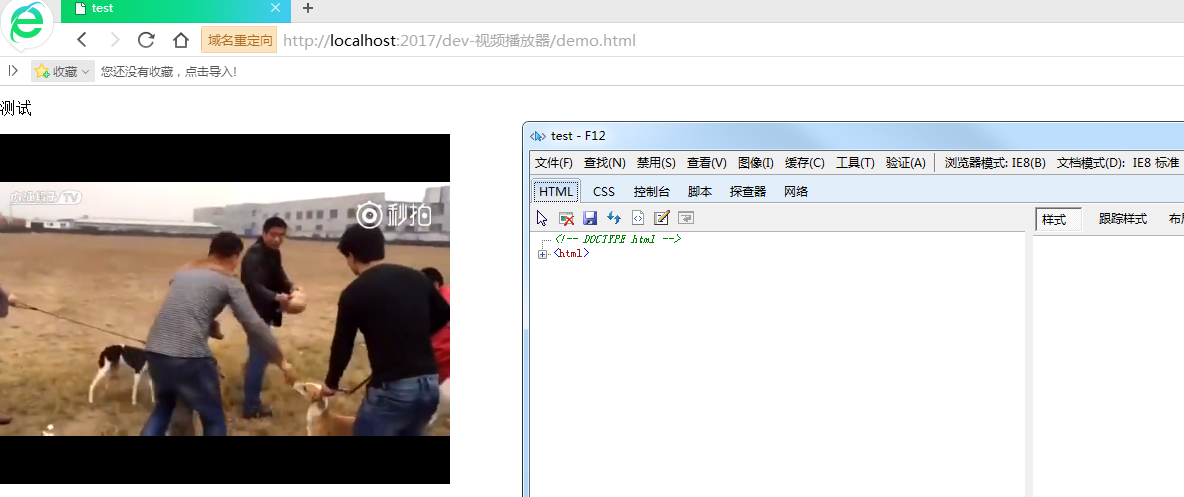 test
域名重定向 http://localhost:2017/dev-视频播放器/demo.html
收藏 您还没有收藏，点击导入!
测试
秒拍
test - F12
文件(F) 查找(N) 禁用(S) 查看(V) 图像(I) 缓存(C) 工具(T) 验证(A) 浏览器模式: IE8(B) 文档模式(D): IE8 标准
HTML CSS 控制台 脚本 探查器 网络
样式 跟踪样式
<!-- DOCTYPE html -->
<html>